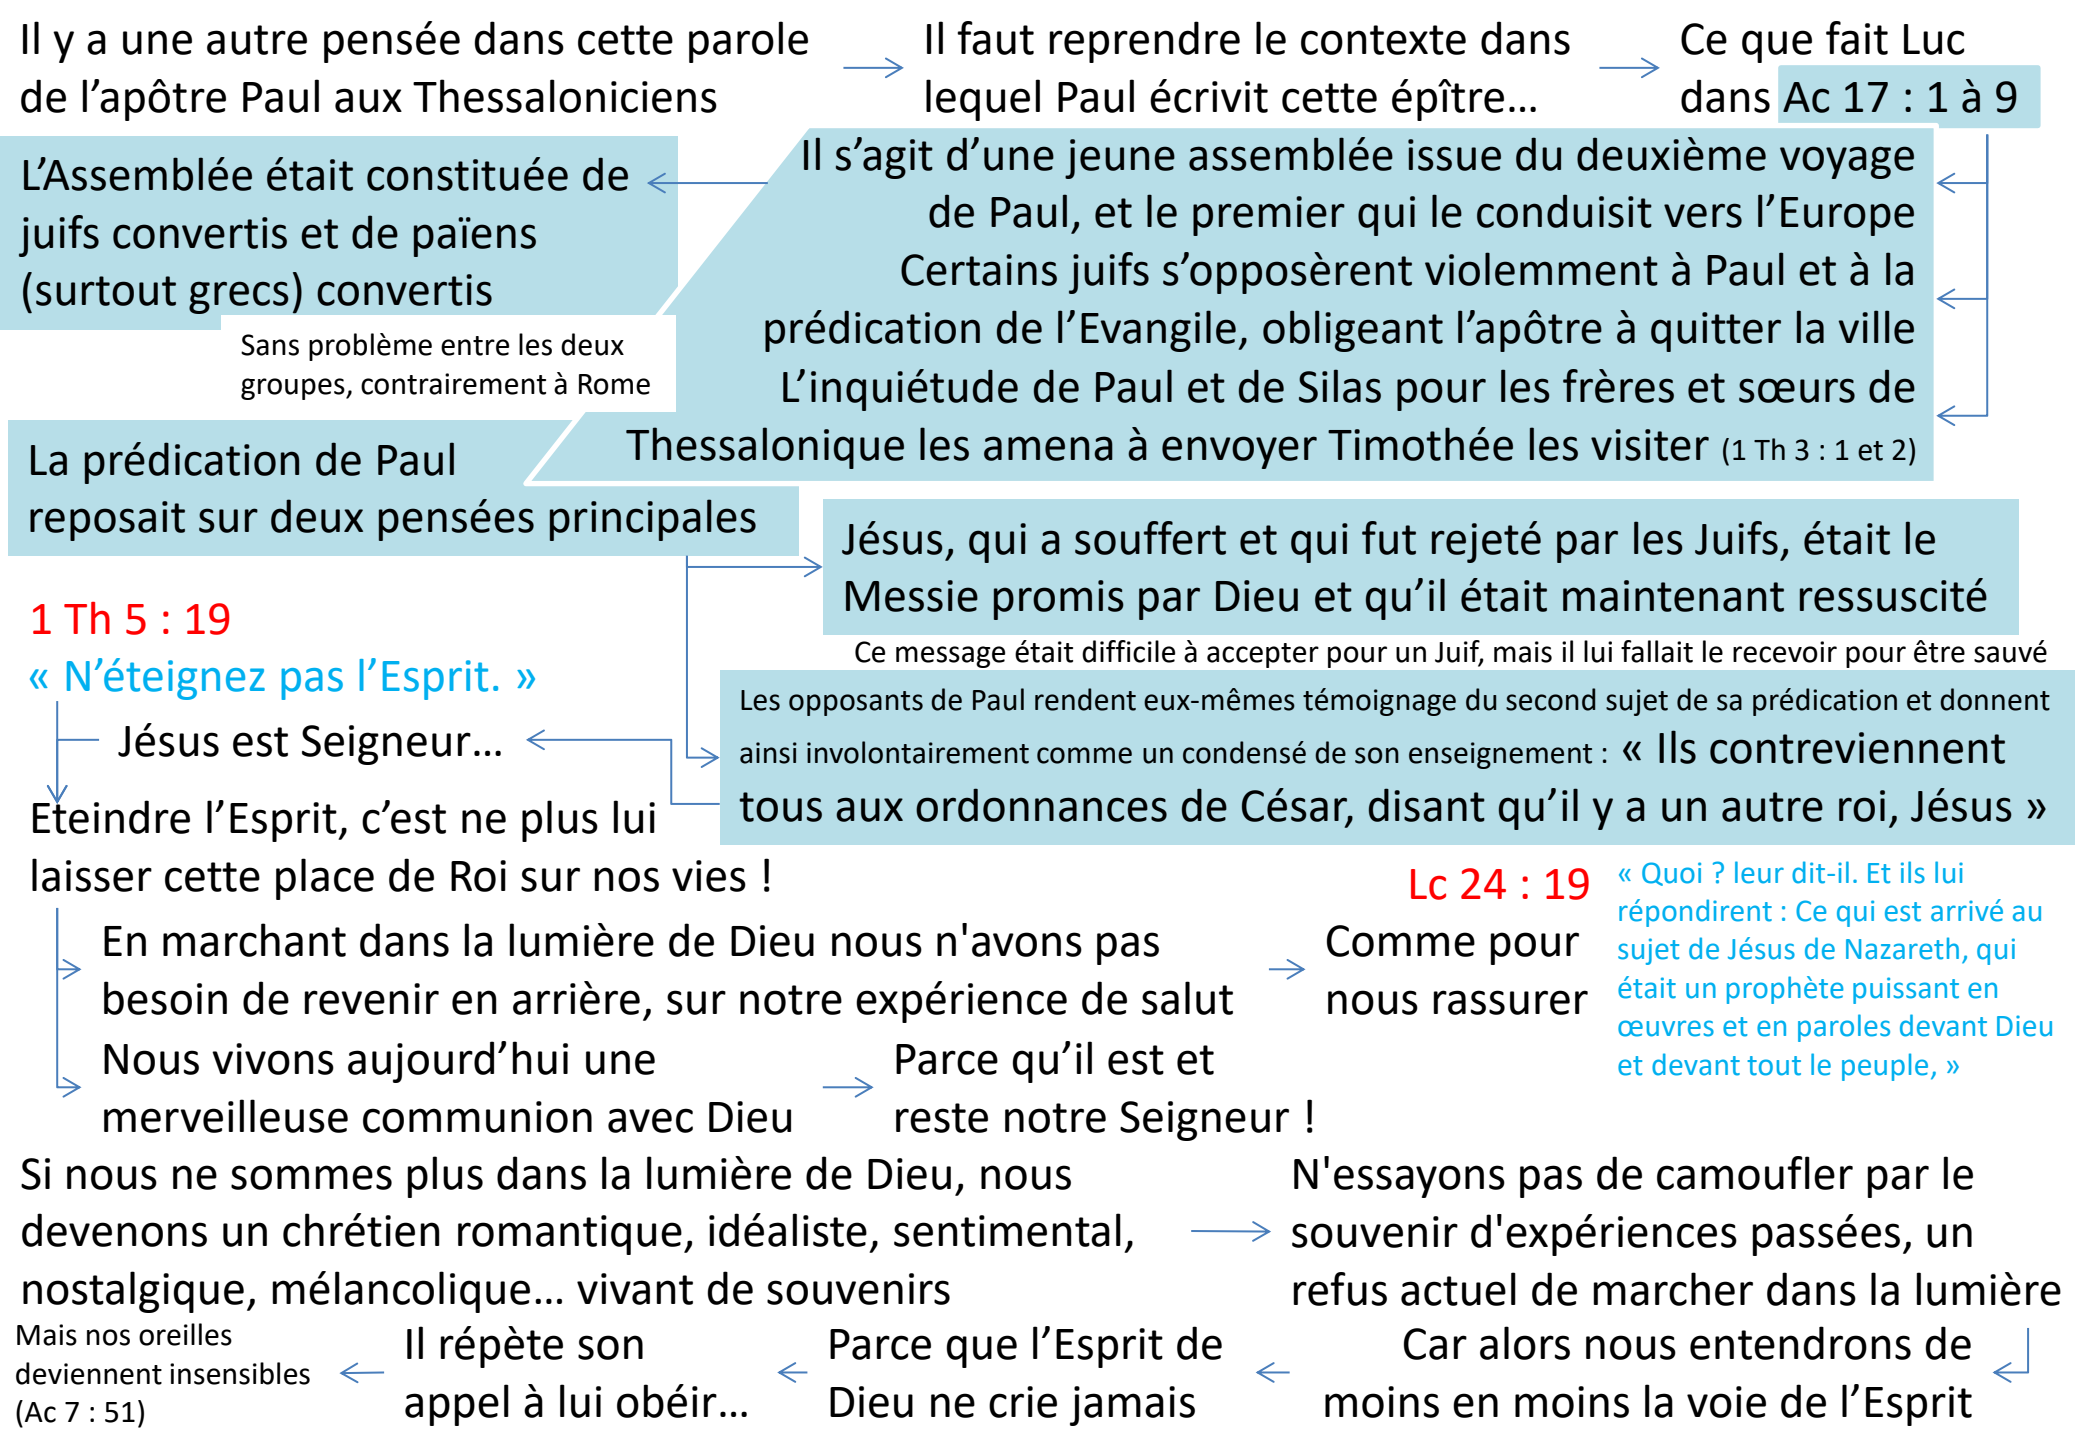 Il y a une autre pensée dans cette parole
de l’apôtre Paul aux Thessaloniciens
Il faut reprendre le contexte dans
lequel Paul écrivit cette épître…
Ce que fait Luc
dans Ac 17 : 1 à 9
Il s’agit d’une jeune assemblée issue du deuxième voyage
de Paul, et le premier qui le conduisit vers l’Europe
Certains juifs s’opposèrent violemment à Paul et à la
prédication de l’Evangile, obligeant l’apôtre à quitter la ville
L’inquiétude de Paul et de Silas pour les frères et sœurs de
Thessalonique les amena à envoyer Timothée les visiter (1 Th 3 : 1 et 2)
L’Assemblée était constituée de
juifs convertis et de païens
(surtout grecs) convertis
Sans problème entre les deux
groupes, contrairement à Rome
La prédication de Paul
reposait sur deux pensées principales
Jésus, qui a souffert et qui fut rejeté par les Juifs, était le
Messie promis par Dieu et qu’il était maintenant ressuscité
Ce message était difficile à accepter pour un Juif, mais il lui fallait le recevoir pour être sauvé
Les opposants de Paul rendent eux-mêmes témoignage du second sujet de sa prédication et donnent
ainsi involontairement comme un condensé de son enseignement : « Ils contreviennent
tous aux ordonnances de César, disant qu’il y a un autre roi, Jésus »
1 Th 5 : 19
« N’éteignez pas l’Esprit. »
Jésus est Seigneur…
Eteindre l’Esprit, c’est ne plus lui
laisser cette place de Roi sur nos vies !
En marchant dans la lumière de Dieu nous n'avons pas
besoin de revenir en arrière, sur notre expérience de salut
Comme pour
nous rassurer
Lc 24 : 19
« Quoi ? leur dit-il. Et ils lui
répondirent : Ce qui est arrivé au
sujet de Jésus de Nazareth, qui
était un prophète puissant en
œuvres et en paroles devant Dieu
et devant tout le peuple, »
Nous vivons aujourd’hui une
merveilleuse communion avec Dieu
Parce qu’il est et
reste notre Seigneur !
Si nous ne sommes plus dans la lumière de Dieu, nous
devenons un chrétien romantique, idéaliste, sentimental,
nostalgique, mélancolique… vivant de souvenirs
N'essayons pas de camoufler par le
souvenir d'expériences passées, un
refus actuel de marcher dans la lumière
Car alors nous entendrons de
moins en moins la voie de l’Esprit
Parce que l’Esprit de
Dieu ne crie jamais
Il répète son
appel à lui obéir…
Mais nos oreilles
deviennent insensibles
(Ac 7 : 51)